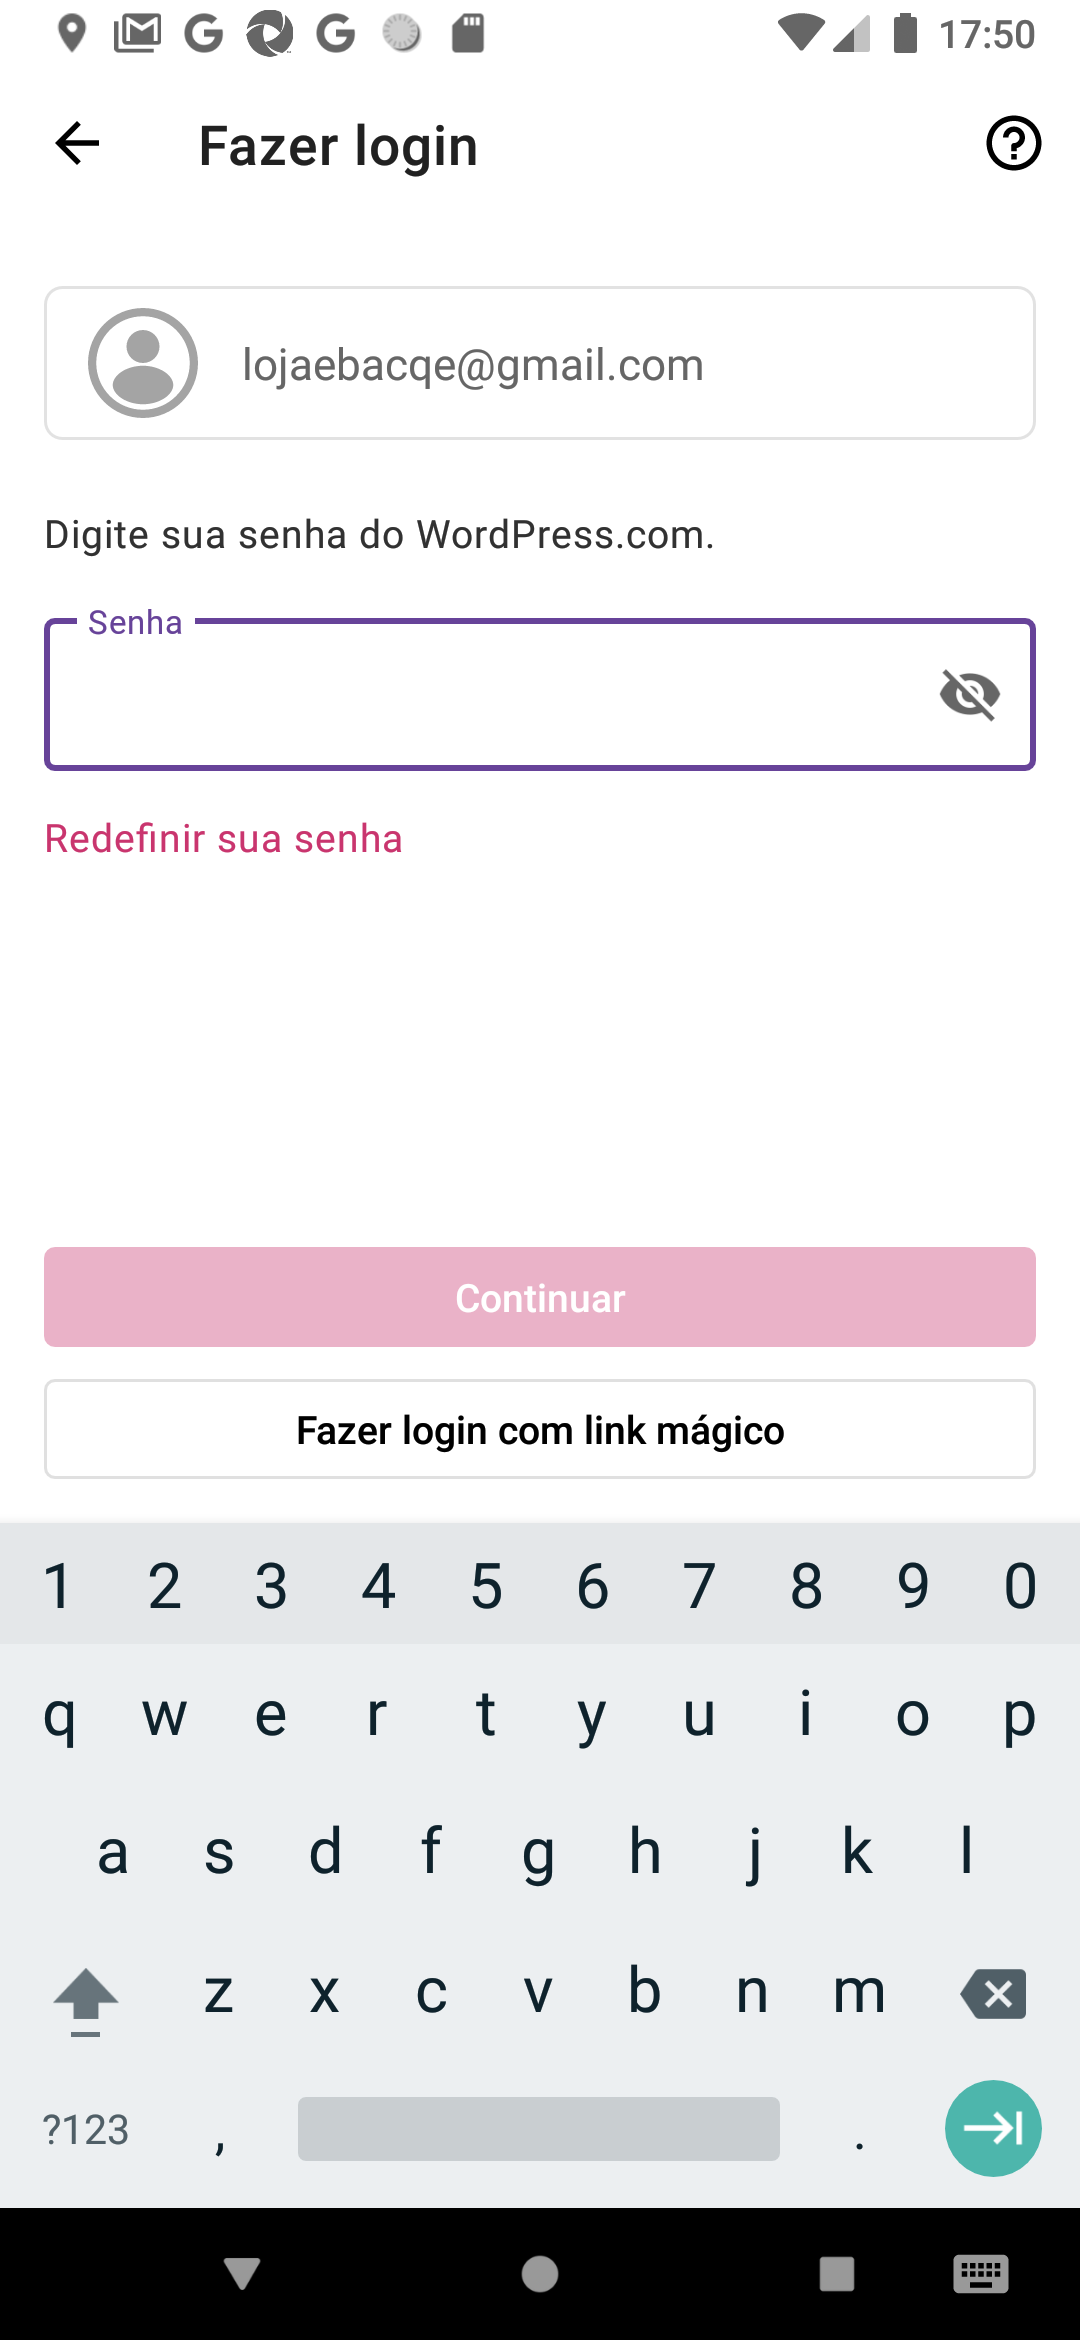 17:50
Fazer login
lojaebacqe@gmail.com
Digite sua senha do WordPress.com.
Senha
Redefinir sua senha
Continuar
Fazer login com link mágico
1 2 3 4 5 6 7 8 9 0
q w e r t y u i o p
a s d f g h j k l
z x c v b n m
?123 , .